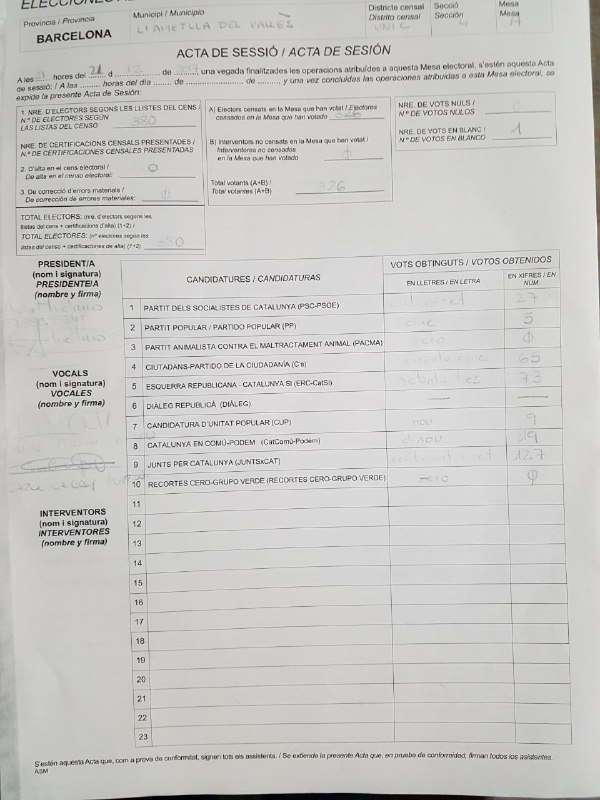 Provincia / Provincia
BARCELONA
Municipi / Municipio
L'AMETLLA DEL VALLÈS
Districte censal
Distrito censal
Secció
Sección
4
Mesa
Mesa
A
ACTA DE SESSIÓ / ACTA DE SESIÓN
A les ... hores del 21 d ... de ..., una vegada finalitzades les operacions atribuïdes a aquesta Mesa electoral, s'estén aquesta Acta
de sessió: / A las ... hores del día ... de ... de ..., y una vez concluidas las operaciones atribuidas a esta Mesa electoral, se
expide la presente Acta de Sesión:
1. NRE. D'ELECTORS SEGONS LES LLISTES DEL CENS /
N.º DE ELECTORES SEGÚN
LAS LISTAS DEL CENSO 380
NRE. DE CERTIFICACIONS CENSALS PRESENTADES /
N.º DE CERTIFICACIONES CENSALES PRESENTADAS
2. D'alta en el cens electoral /
De alta en el censo electoral: 0
3. De correcció d'errors materials /
De corrección de errores materiales: 0
TOTAL ELECTORS: (nre. d'electors segons les
llistes del cens + certificacions d'alta) (1+2) /
TOTAL ELECTORES: (nº electores según las
listas del censo + certificaciones de alta) (1+2) 380
A) Electors censats en la Mesa que han votat / Electores
censados en la Mesa que han votado 326
B) Interventors no censats en la Mesa que han votat /
Interventores no censados
en la Mesa que han votado 0
Total votants (A+B) /
Total votantes (A+B) 326
NRE. DE VOTS NULS /
N.º DE VOTOS NULOS
NRE. DE VOTS EN BLANC /
N.º DE VOTOS EN BLANCO 1
PRESIDENT/A
(nom i signatura)
PRESIDENTE/A
(nombre y firma)
VOCALS
(nom i signatura)
VOCALES
(nombre y firma)
INTERVENTORS
(nom i signatura)
INTERVENTORES
(nombre y firma)
CANDIDATURES / CANDIDATURAS
VOTS OBTINGUTS / VOTOS OBTENIDOS
EN LLETRES / EN LETRA
EN XIFRES / EN NÚM.
1 PARTIT DELS SOCIALISTES DE CATALUNYA (PSC-PSOE) 27
2 PARTIT POPULAR / PARTIDO POPULAR (PP) cinc 5
3 PARTIT ANIMALISTA CONTRA EL MALTRACTAMENT ANIMAL (PACMA) zero 0
4 CIUTADANS-PARTIDO DE LA CIUDADANÍA (C's) 65
5 ESQUERRA REPUBLICANA - CATALUNYA SÍ (ERC-CatSí) 73
6 DIÀLEG REPUBLICÀ (DIÀLEG) — —
7 CANDIDATURA D'UNITAT POPULAR (CUP) nou 9
8 CATALUNYA EN COMÚ-PODEM (CatComú-Podem) dinou 19
9 JUNTS PER CATALUNYA (JUNTSxCAT) 127
10 RECORTES CERO-GRUPO VERDE (RECORTES CERO-GRUPO VERDE) zero 0
11
12
13
14
15
16
17
18
19
20
21
22
23
S'estén aquesta Acta que, com a prova de conformitat, signen tots els assistents. / Se extiende la presente Acta que, en prueba de conformidad, firman todos los asistentes.
ASM